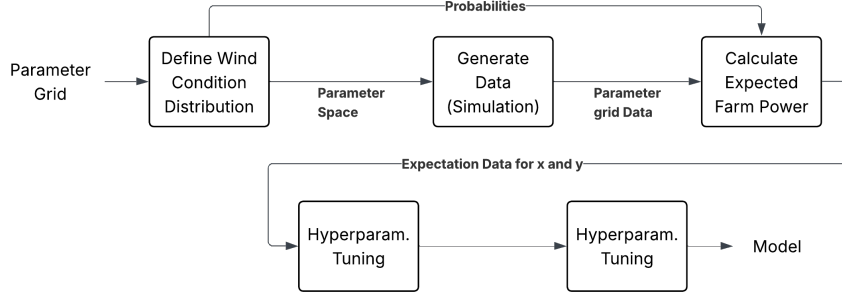 Probabilities
Parameter
Grid
Define Wind
Condition
Distribution
Parameter
Space
Generate
Data
(Simulation)
Parameter
grid Data
Calculate
Expected
Farm Power
Expectation Data for x and y
Hyperparam.
Tuning
Hyperparam.
Tuning
Model